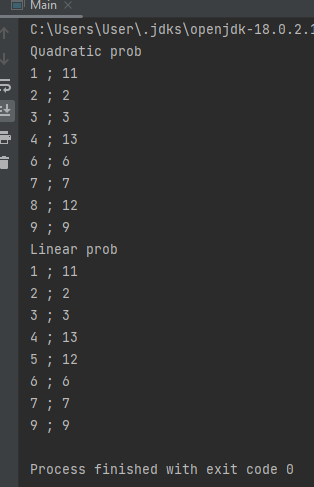 Main ×
C:\Users\User\.jdks\openjdk-18.0.2.1
Quadratic prob
1 ; 11
2 ; 2
3 ; 3
4 ; 13
6 ; 6
7 ; 7
8 ; 12
9 ; 9
Linear prob
1 ; 11
2 ; 2
3 ; 3
4 ; 13
5 ; 12
6 ; 6
7 ; 7
9 ; 9
Process finished with exit code 0